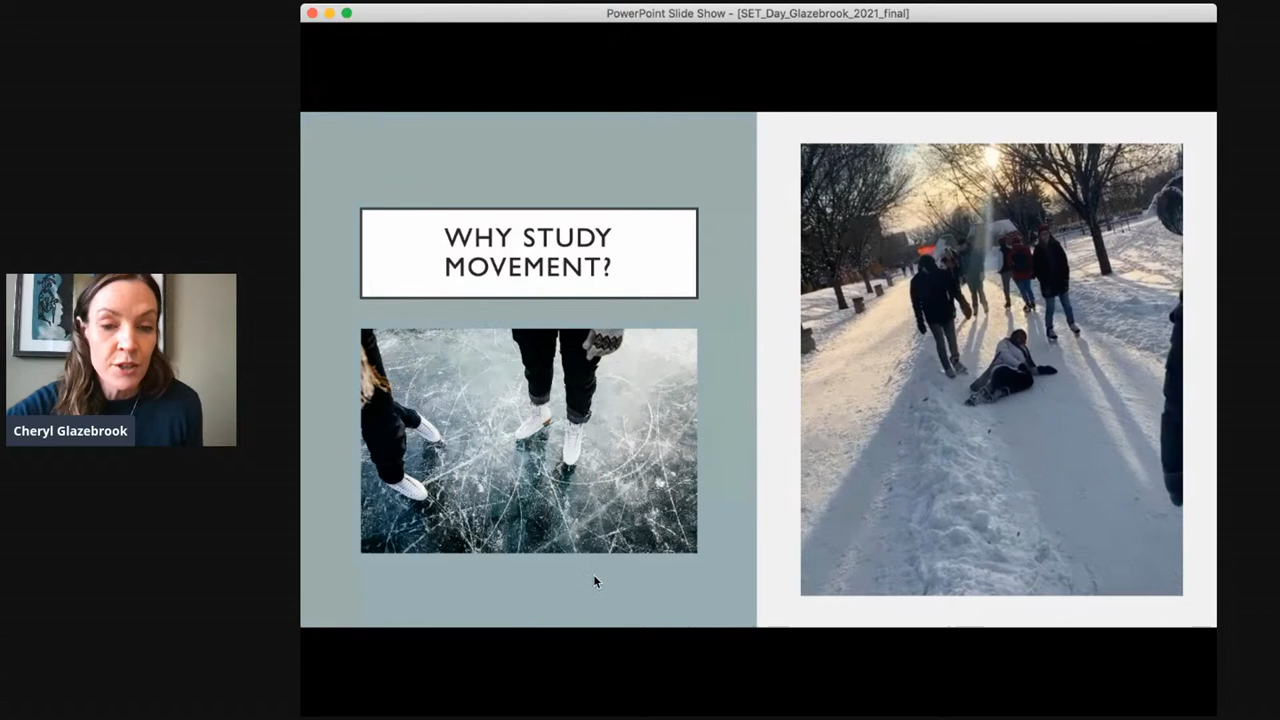 PowerPoint Slide Show - [SET_Day_Glazebrook_2021_final]
WHY STUDY
MOVEMENT?
Cheryl Glazebrook